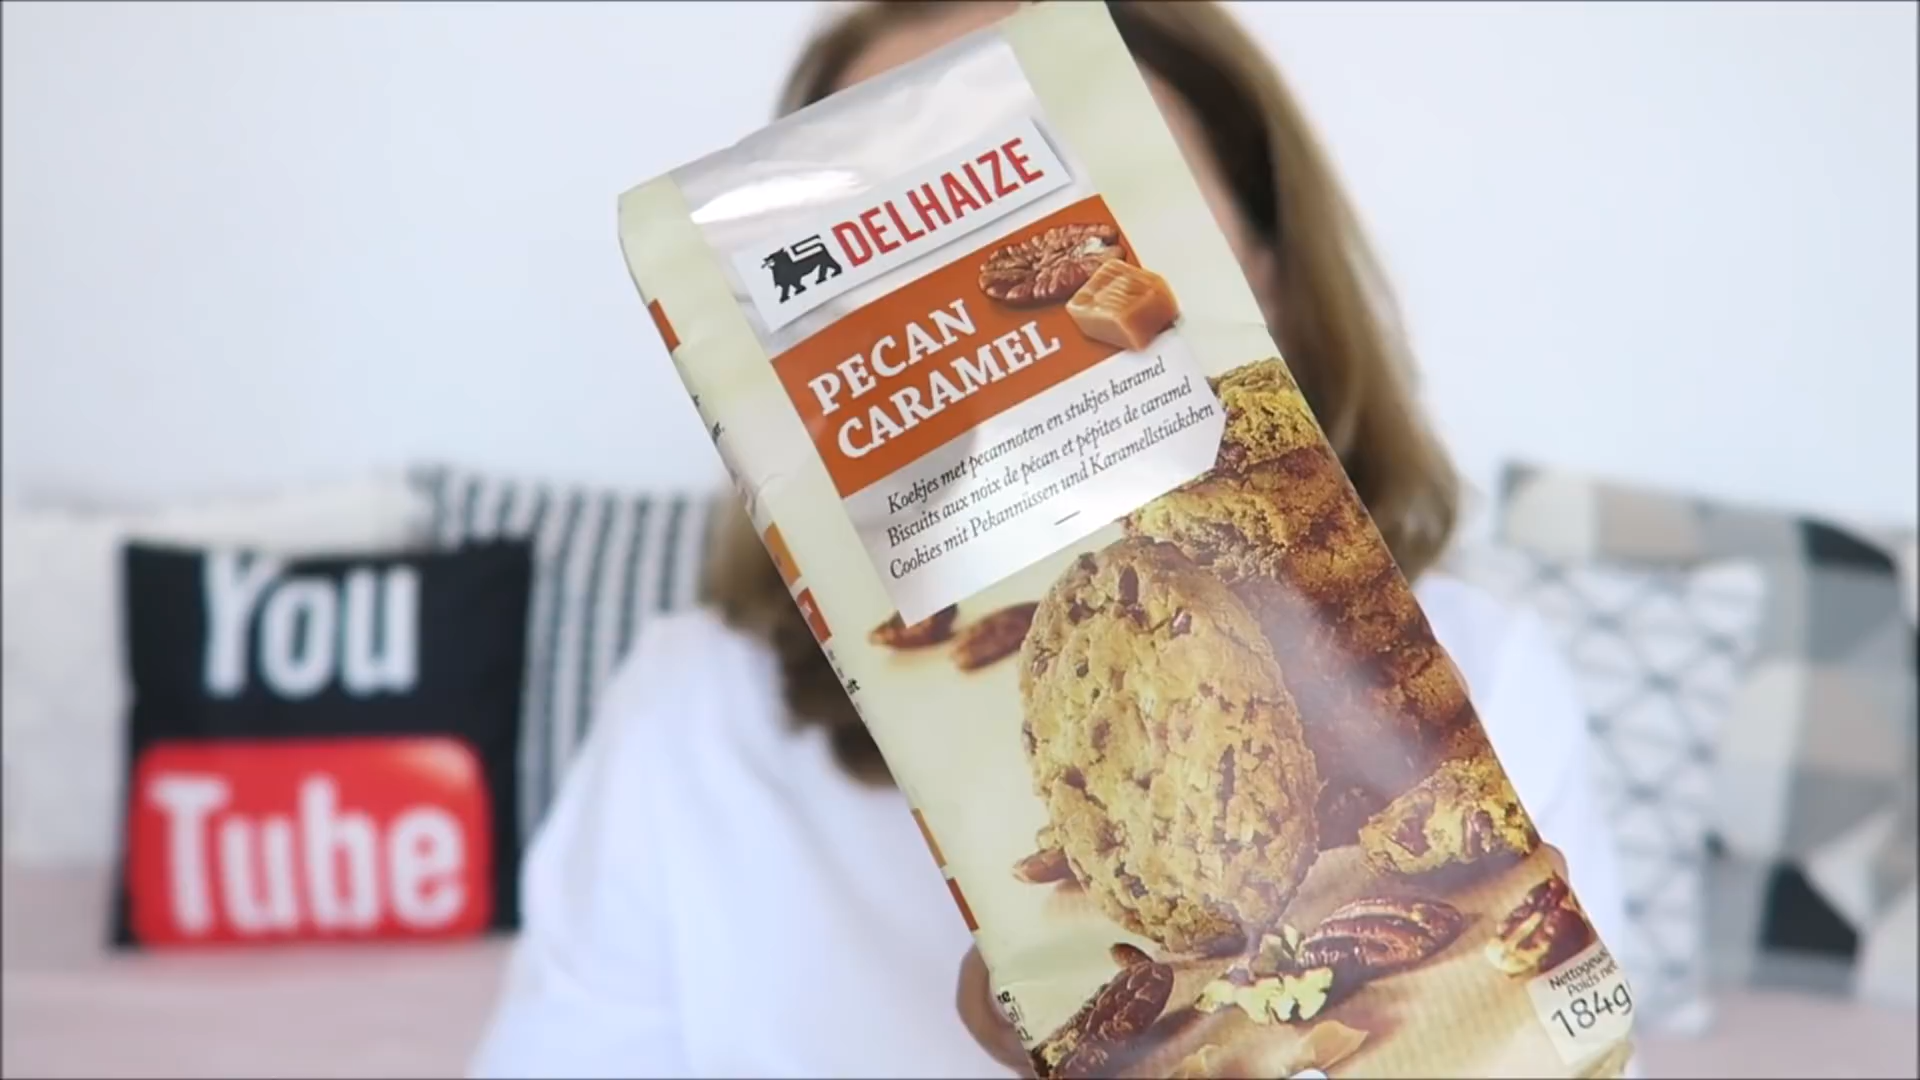 DELHAIZE
PECAN
CARAMEL
Koekjes met pecannoten en stukjes karamel
Biscuits aux noix de pécan et pépites de caramel
Cookies mit Pekannüssen und Karamellstückchen
You
Tube
184g